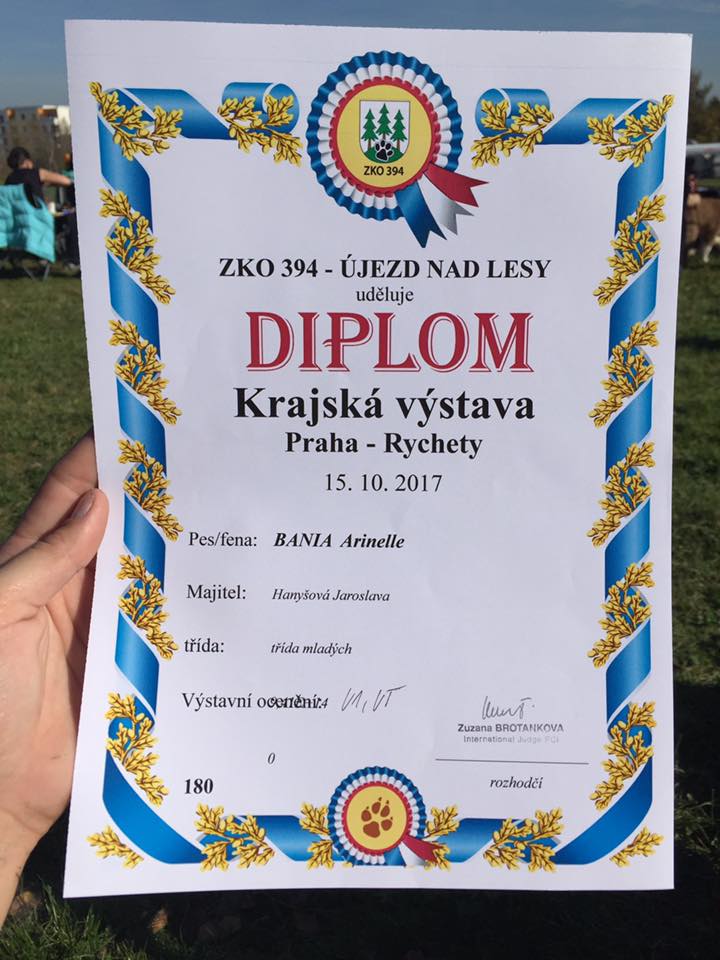 ZKO 394
ZKO 394 - ÚJEZD NAD LESY
uděluje
DIPLOM
Krajská výstava
Praha - Rychety
15. 10. 2017
Pes/fena: BANIA Arinelle
Majitel: Hanyšová Jaroslava
třída: třída mladých
Výstavní ocenění: V1, VT
Zuzana BROTANKOVA
International Judge FCI
0
180
rozhodčí